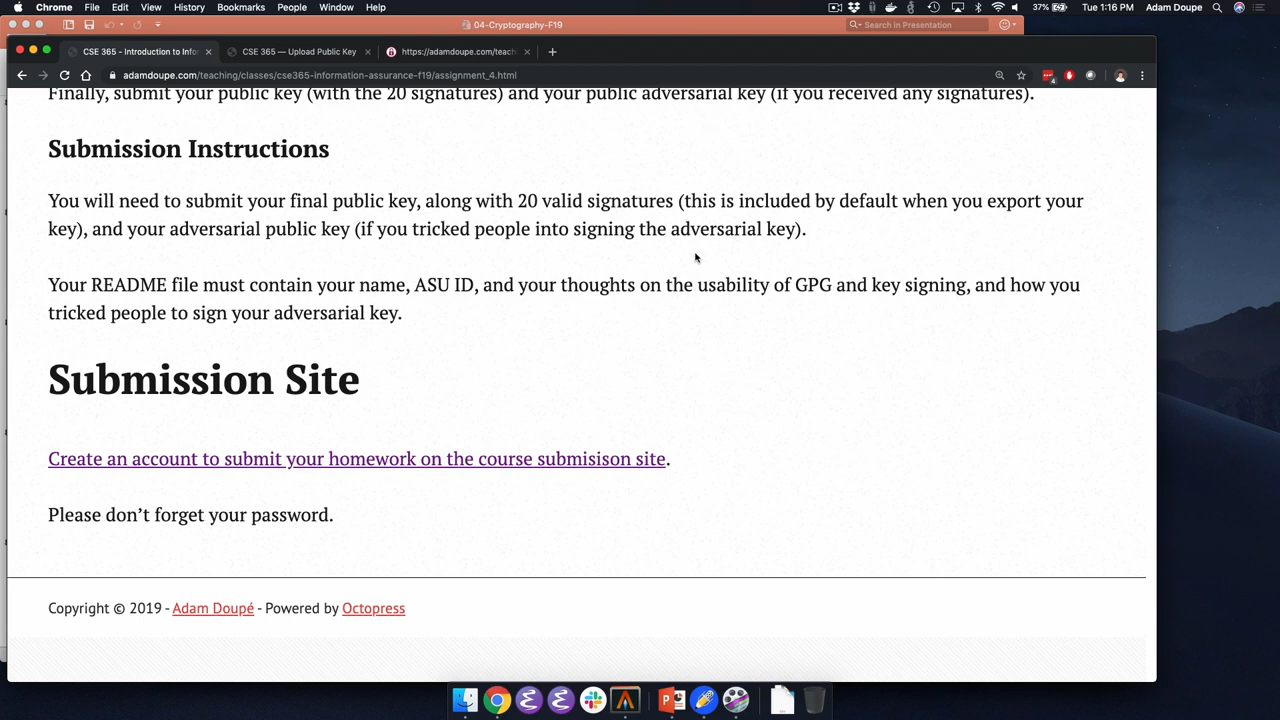 Chrome File Edit View History Bookmarks People Window Help 37% Tue 1:16 PM Adam Doupe
04-Cryptography-F19 Search in Presentation
CSE 365 - Introduction to Infor CSE 365 — Upload Public Key https://adamdoupe.com/teach
adamdoupe.com/teaching/classes/cse365-information-assurance-f19/assignment_4.html
Finally, submit your public key (with the 20 signatures) and your public adversarial key (if you received any signatures).
Submission Instructions
You will need to submit your final public key, along with 20 valid signatures (this is included by default when you export your
key), and your adversarial public key (if you tricked people into signing the adversarial key).
Your README file must contain your name, ASU ID, and your thoughts on the usability of GPG and key signing, and how you
tricked people to sign your adversarial key.
Submission Site
Create an account to submit your homework on the course submisison site.
Please don’t forget your password.
Copyright © 2019 - Adam Doupé - Powered by Octopress